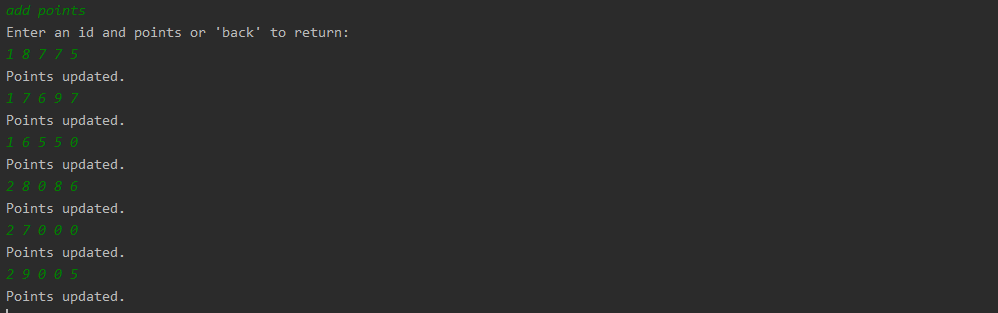 add points
Enter an id and points or 'back' to return:
1 8 7 7 5
Points updated.
1 7 6 9 7
Points updated.
1 6 5 5 0
Points updated.
2 8 0 8 6
Points updated.
2 7 0 0 0
Points updated.
2 9 0 0 5
Points updated.